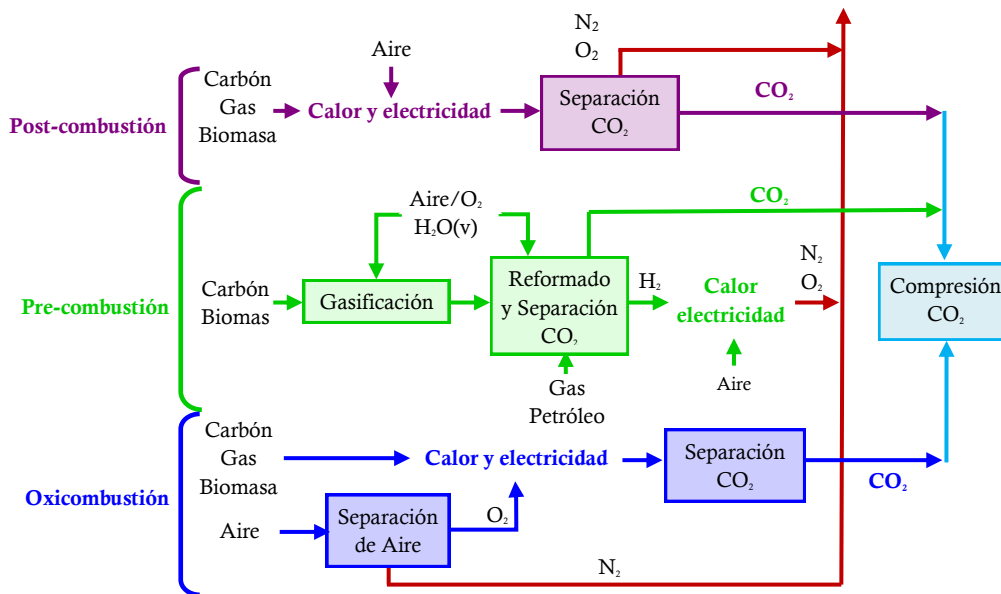 Post-combustión
Carbón
Gas
Biomasa
Aire
Calor y electricidad
N₂
O₂
Separación
CO₂
CO₂
Pre-combustión
Carbón
Biomas
Aire/O₂
H₂O(v)
Gasificación
Reformado
y Separación
CO₂
Gas
Petróleo
H₂
CO₂
Calor
electricidad
Aire
N₂
O₂
Compresión
CO₂
Oxicombustión
Carbón
Gas
Biomasa
Aire
Separación
de Aire
O₂
Calor y electricidad
Separación
CO₂
CO₂
N₂